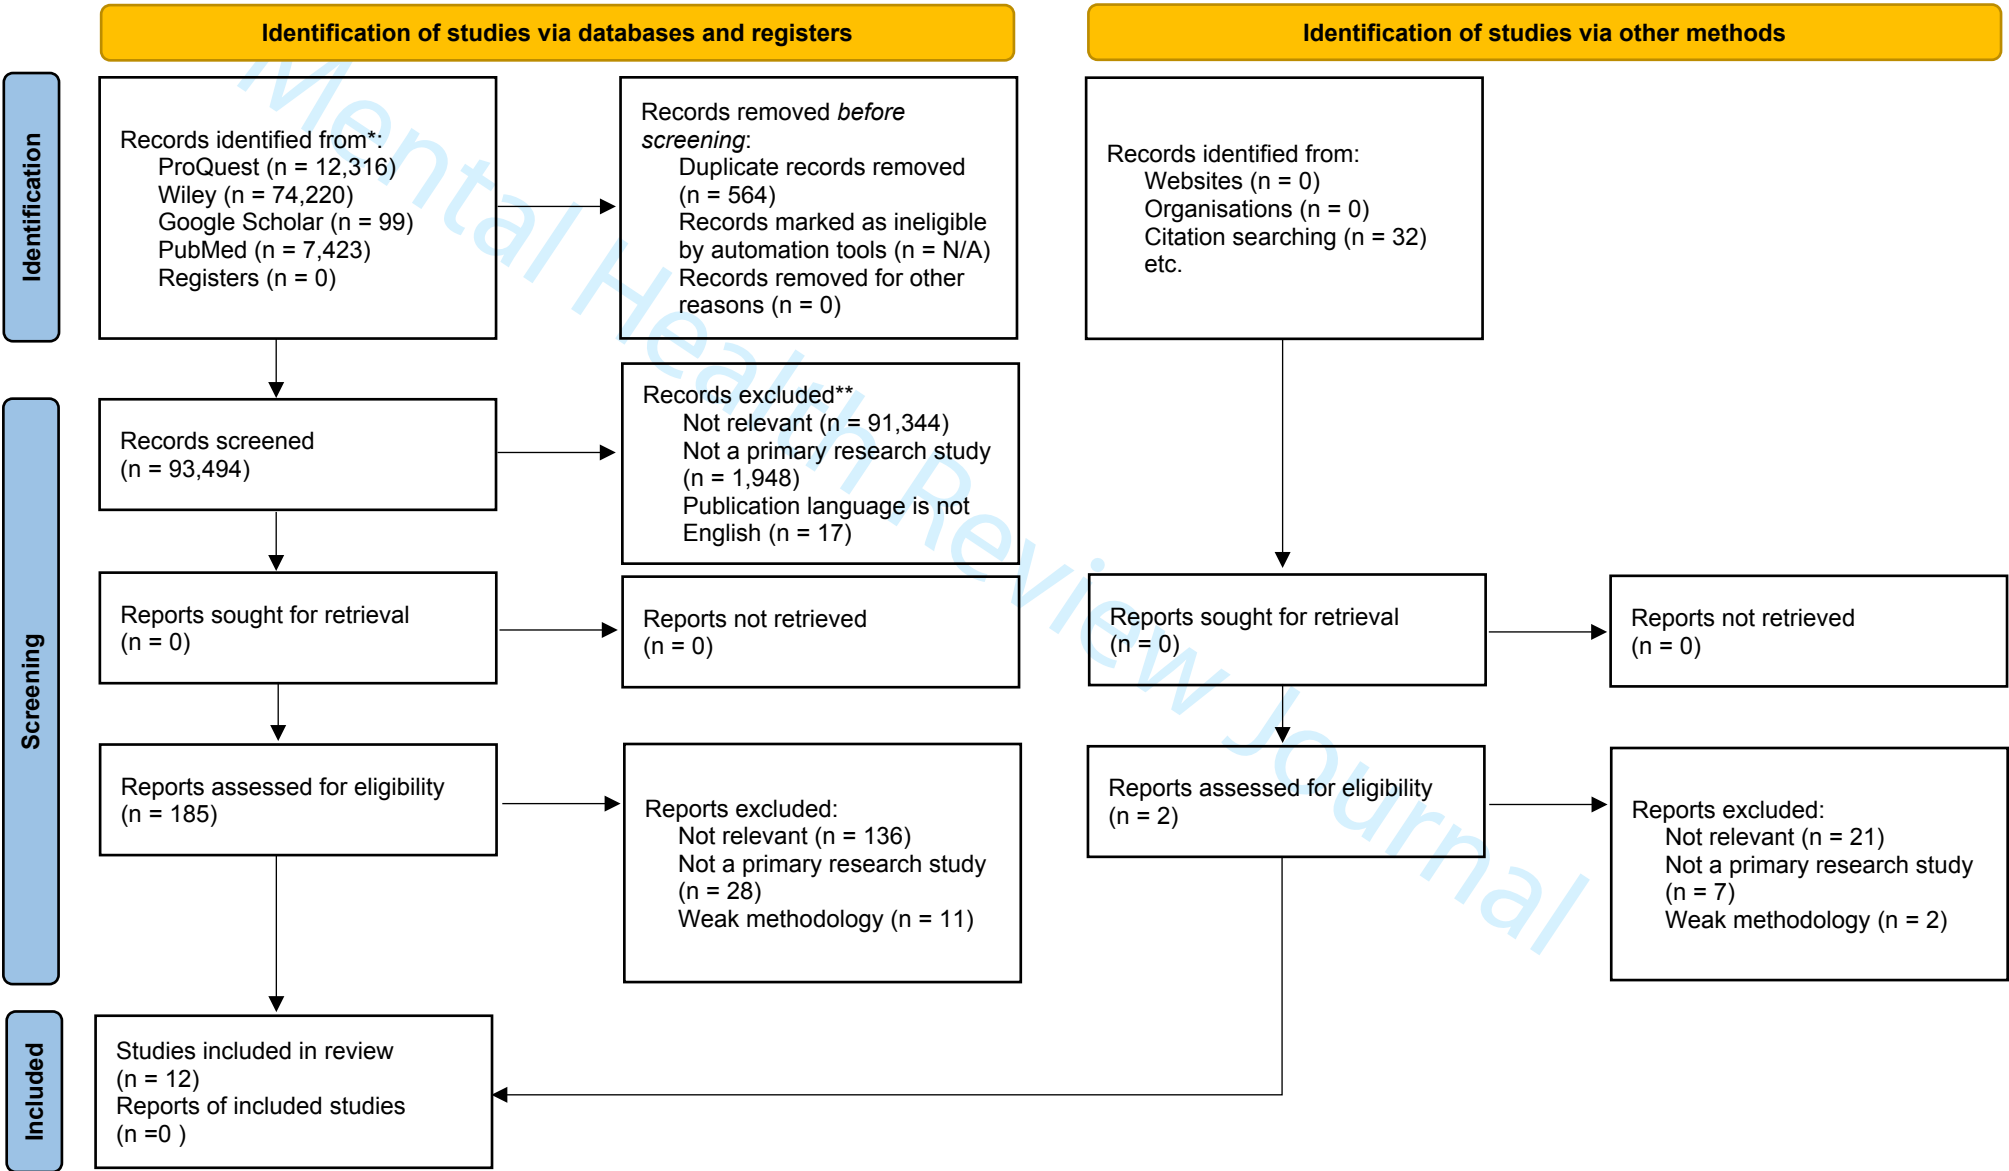 Identification of studies via databases and registers
Identification of studies via other methods
Identification
Records identified from*:
ProQuest (n = 12,316)
Wiley (n = 74,220)
Google Scholar (n = 99)
PubMed (n = 7,423)
Registers (n = 0)
Records removed before
screening:
Duplicate records removed
(n = 564)
Records marked as ineligible
by automation tools (n = N/A)
Records removed for other
reasons (n = 0)
Records identified from:
Websites (n = 0)
Organisations (n = 0)
Citation searching (n = 32)
etc.
Screening
Records screened
(n = 93,494)
Records excluded**
Not relevant (n = 91,344)
Not a primary research study
(n = 1,948)
Publication language is not
English (n = 17)
Reports sought for retrieval
(n = 0)
Reports not retrieved
(n = 0)
Reports sought for retrieval
(n = 0)
Reports not retrieved
(n = 0)
Reports assessed for eligibility
(n = 185)
Reports excluded:
Not relevant (n = 136)
Not a primary research study
(n = 28)
Weak methodology (n = 11)
Reports assessed for eligibility
(n = 2)
Reports excluded:
Not relevant (n = 21)
Not a primary research study
(n = 7)
Weak methodology (n = 2)
Included
Studies included in review
(n = 12)
Reports of included studies
(n =0 )
Mental Health Review Journal